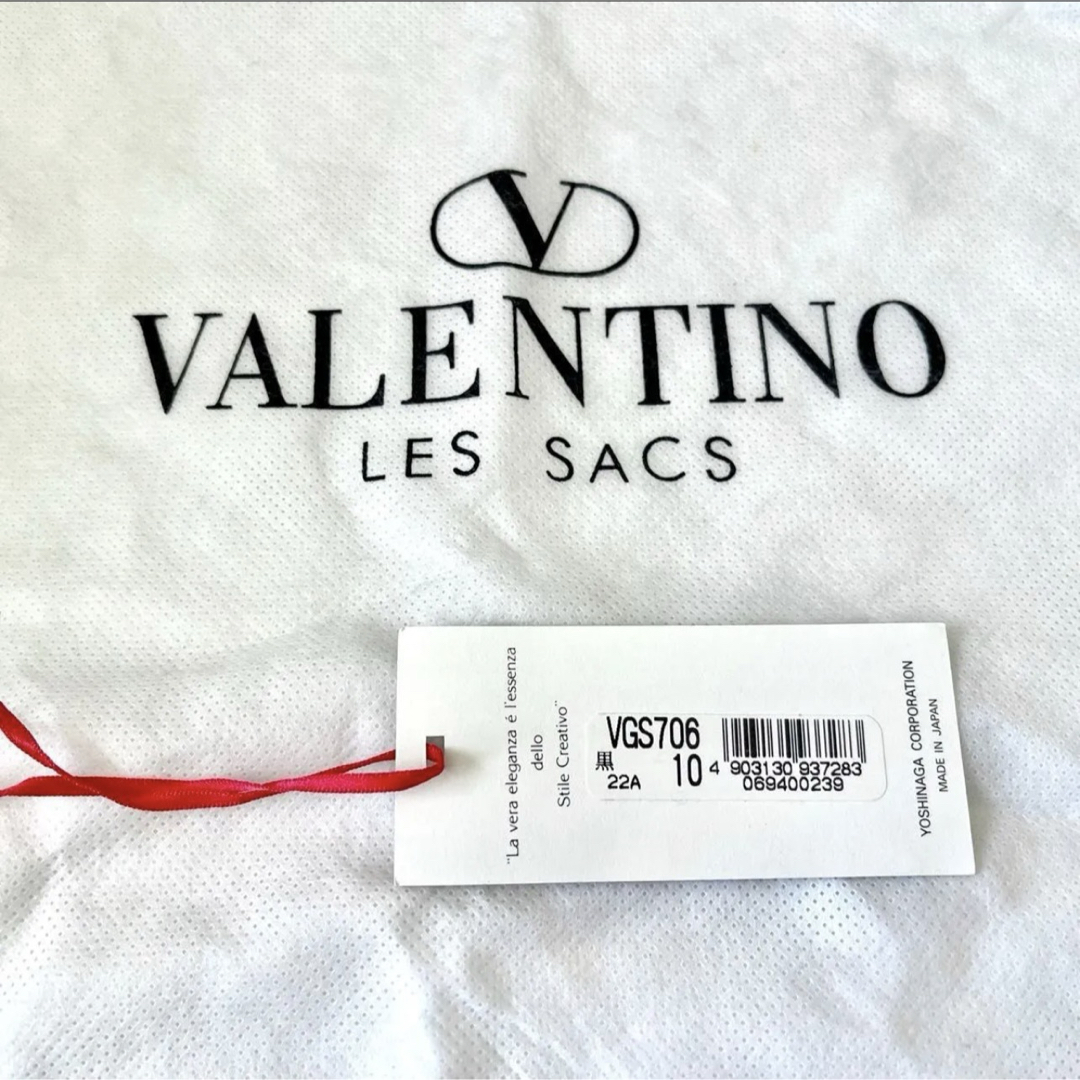 V
VALENTINO
LES SACS
"La vera eleganza é l'essenza
dello
Stile Creativo"
VGS706
黒 10
22A
4 903130 937283
069400239
YOSHINAGA CORPORATION
MADE IN JAPAN